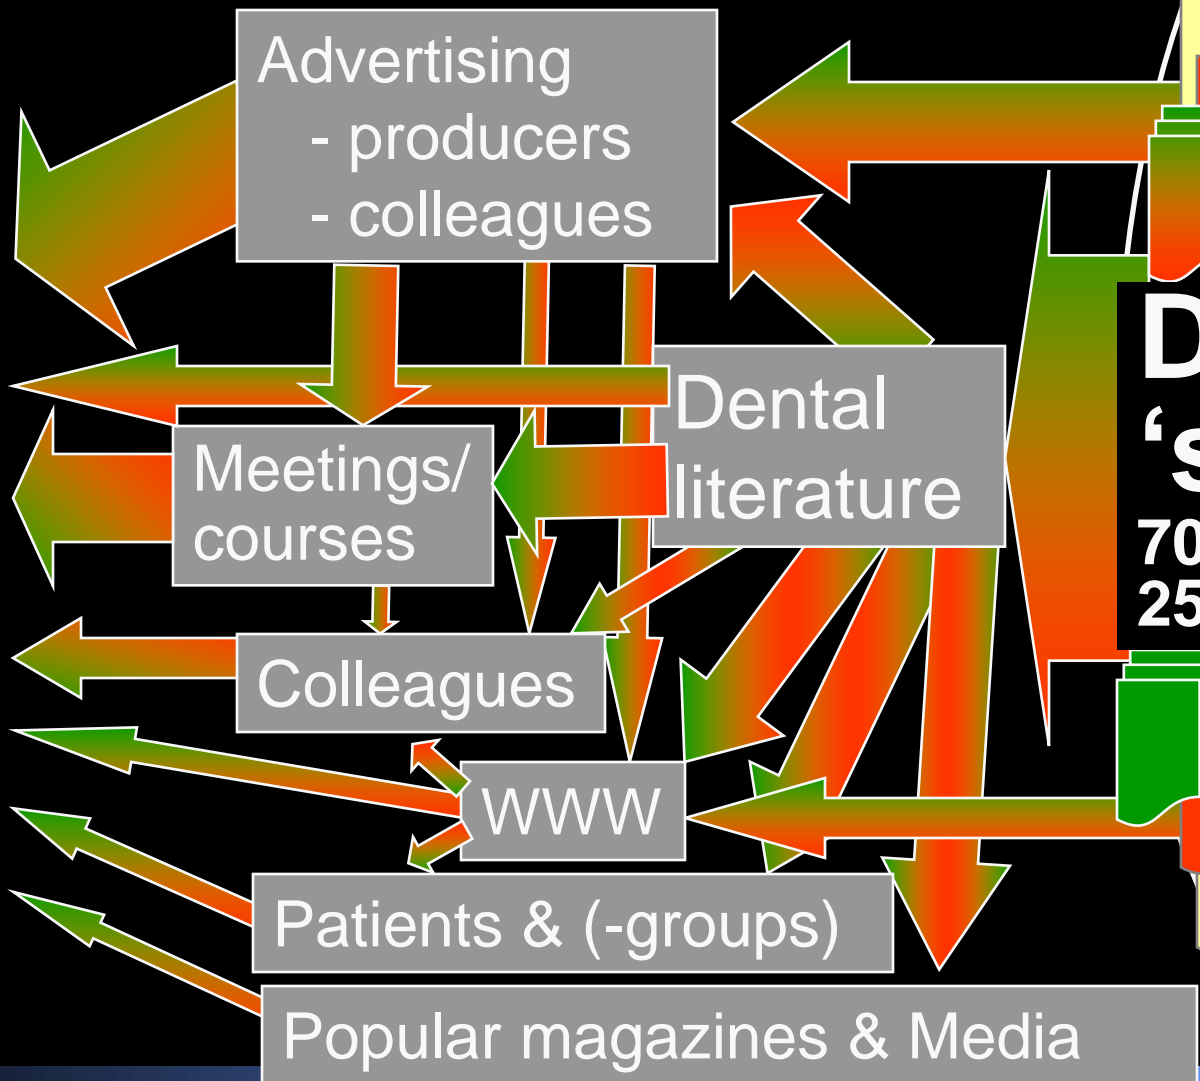 Advertising
- producers
- colleagues
Dental
literature
Meetings/
courses
Colleagues
WWW
Patients & (-groups)
Popular magazines & Media
D
‘s
70
25